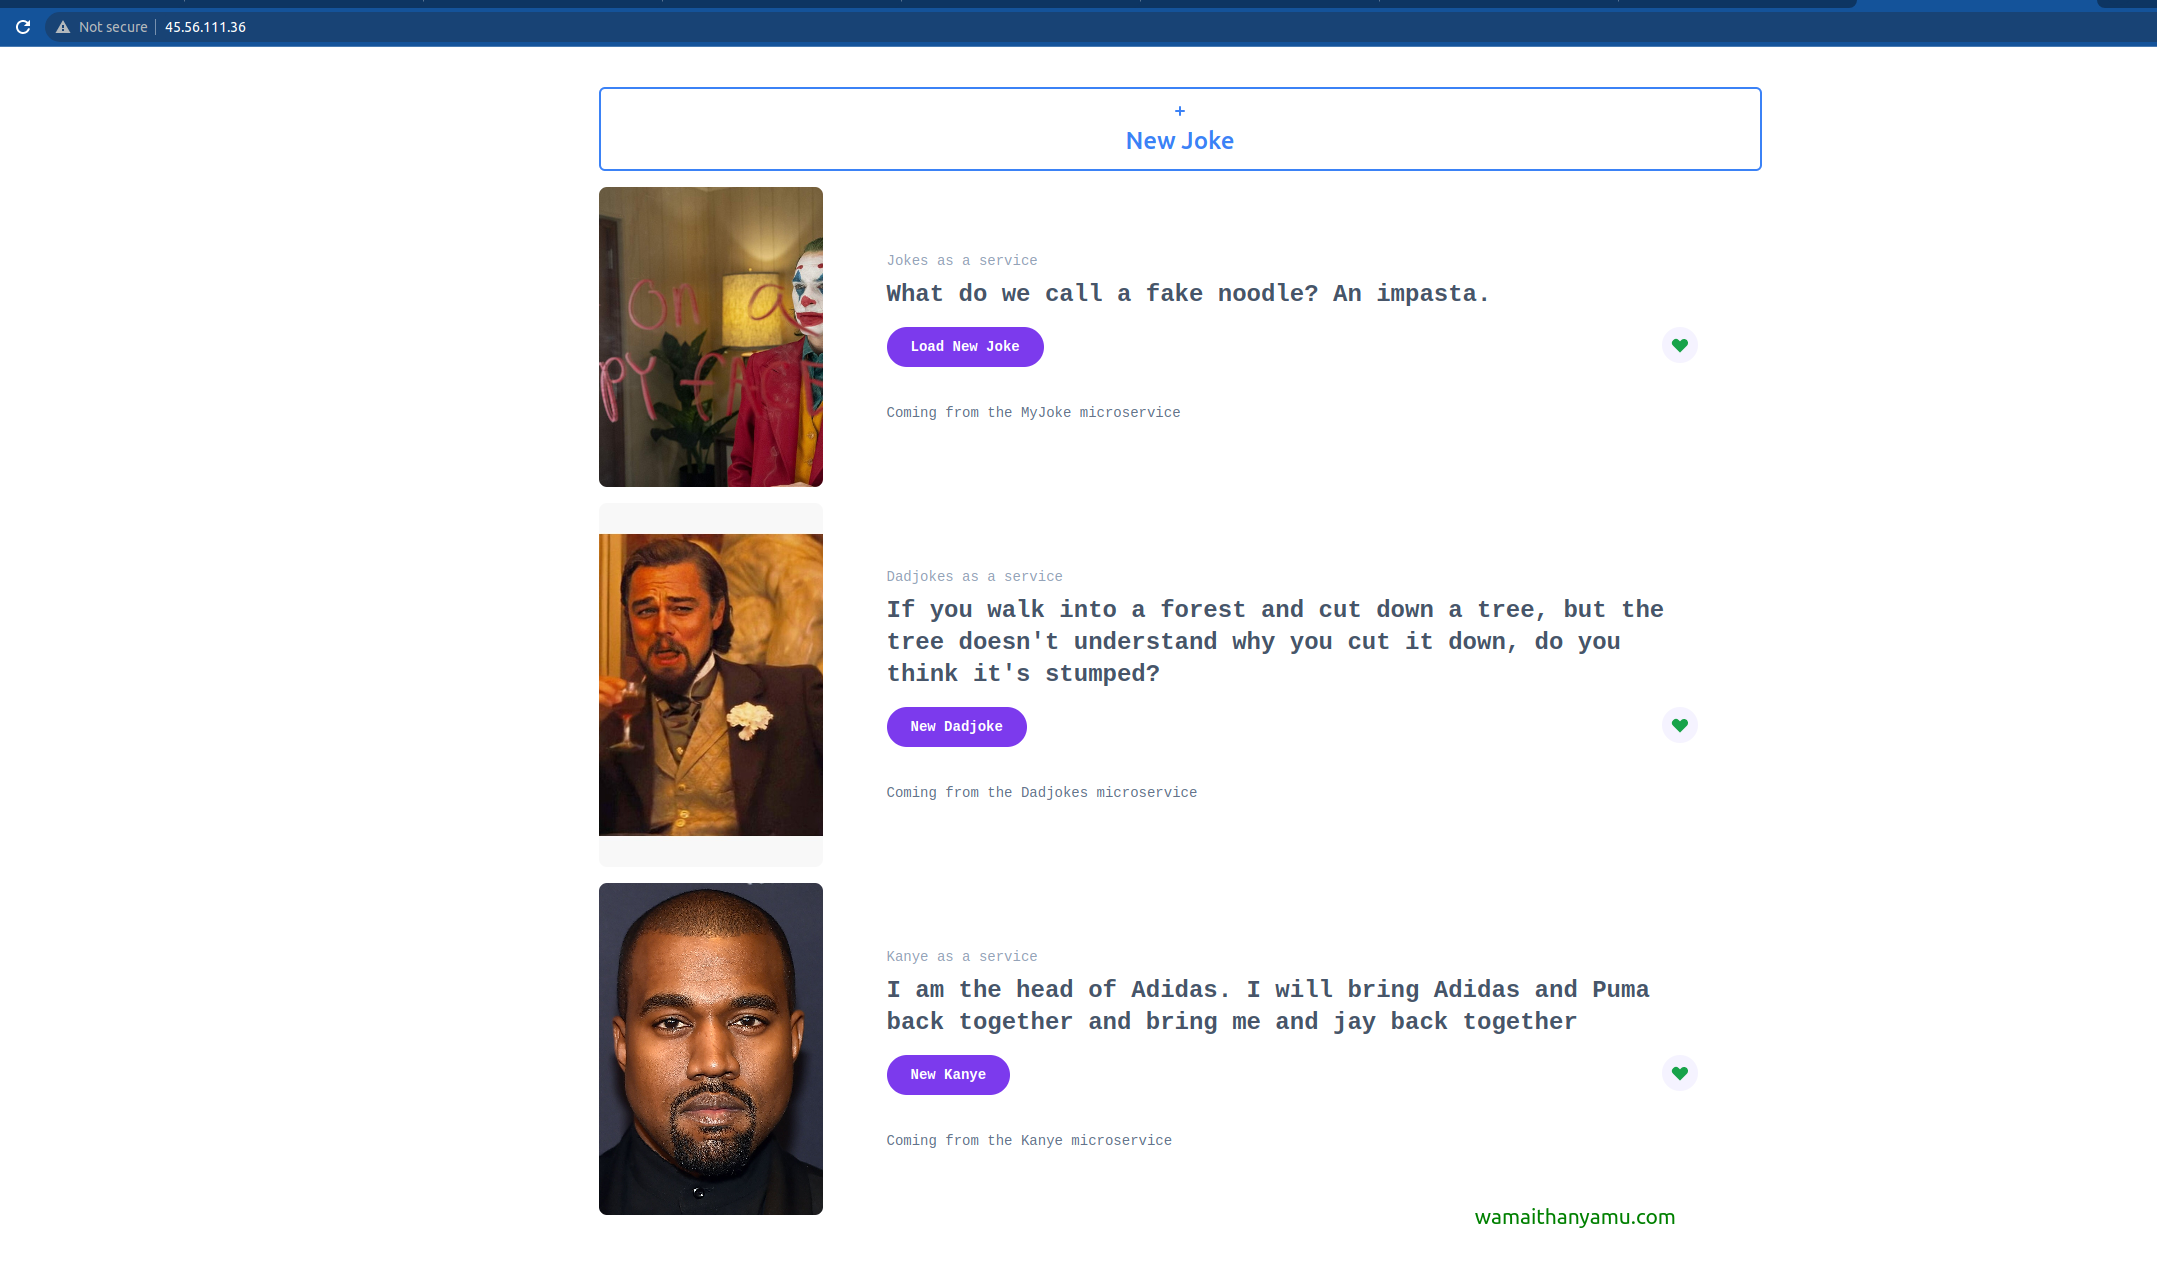 Not secure 45.56.111.36
+
New Joke
on a
PY fACE
Jokes as a service
What do we call a fake noodle? An impasta.
Load New Joke
Coming from the MyJoke microservice
Dadjokes as a service
If you walk into a forest and cut down a tree, but the
tree doesn't understand why you cut it down, do you
think it's stumped?
New Dadjoke
Coming from the Dadjokes microservice
Kanye as a service
I am the head of Adidas. I will bring Adidas and Puma
back together and bring me and jay back together
New Kanye
Coming from the Kanye microservice
wamaithanyamu.com